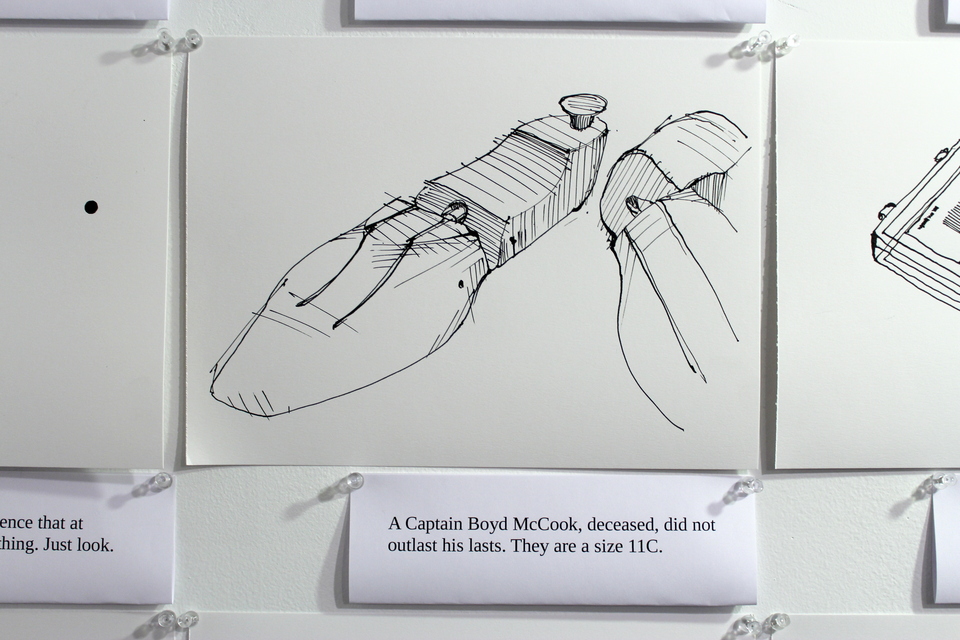 ence that at
thing. Just look.
A Captain Boyd McCook, deceased, did not
outlast his lasts. They are a size 11C.